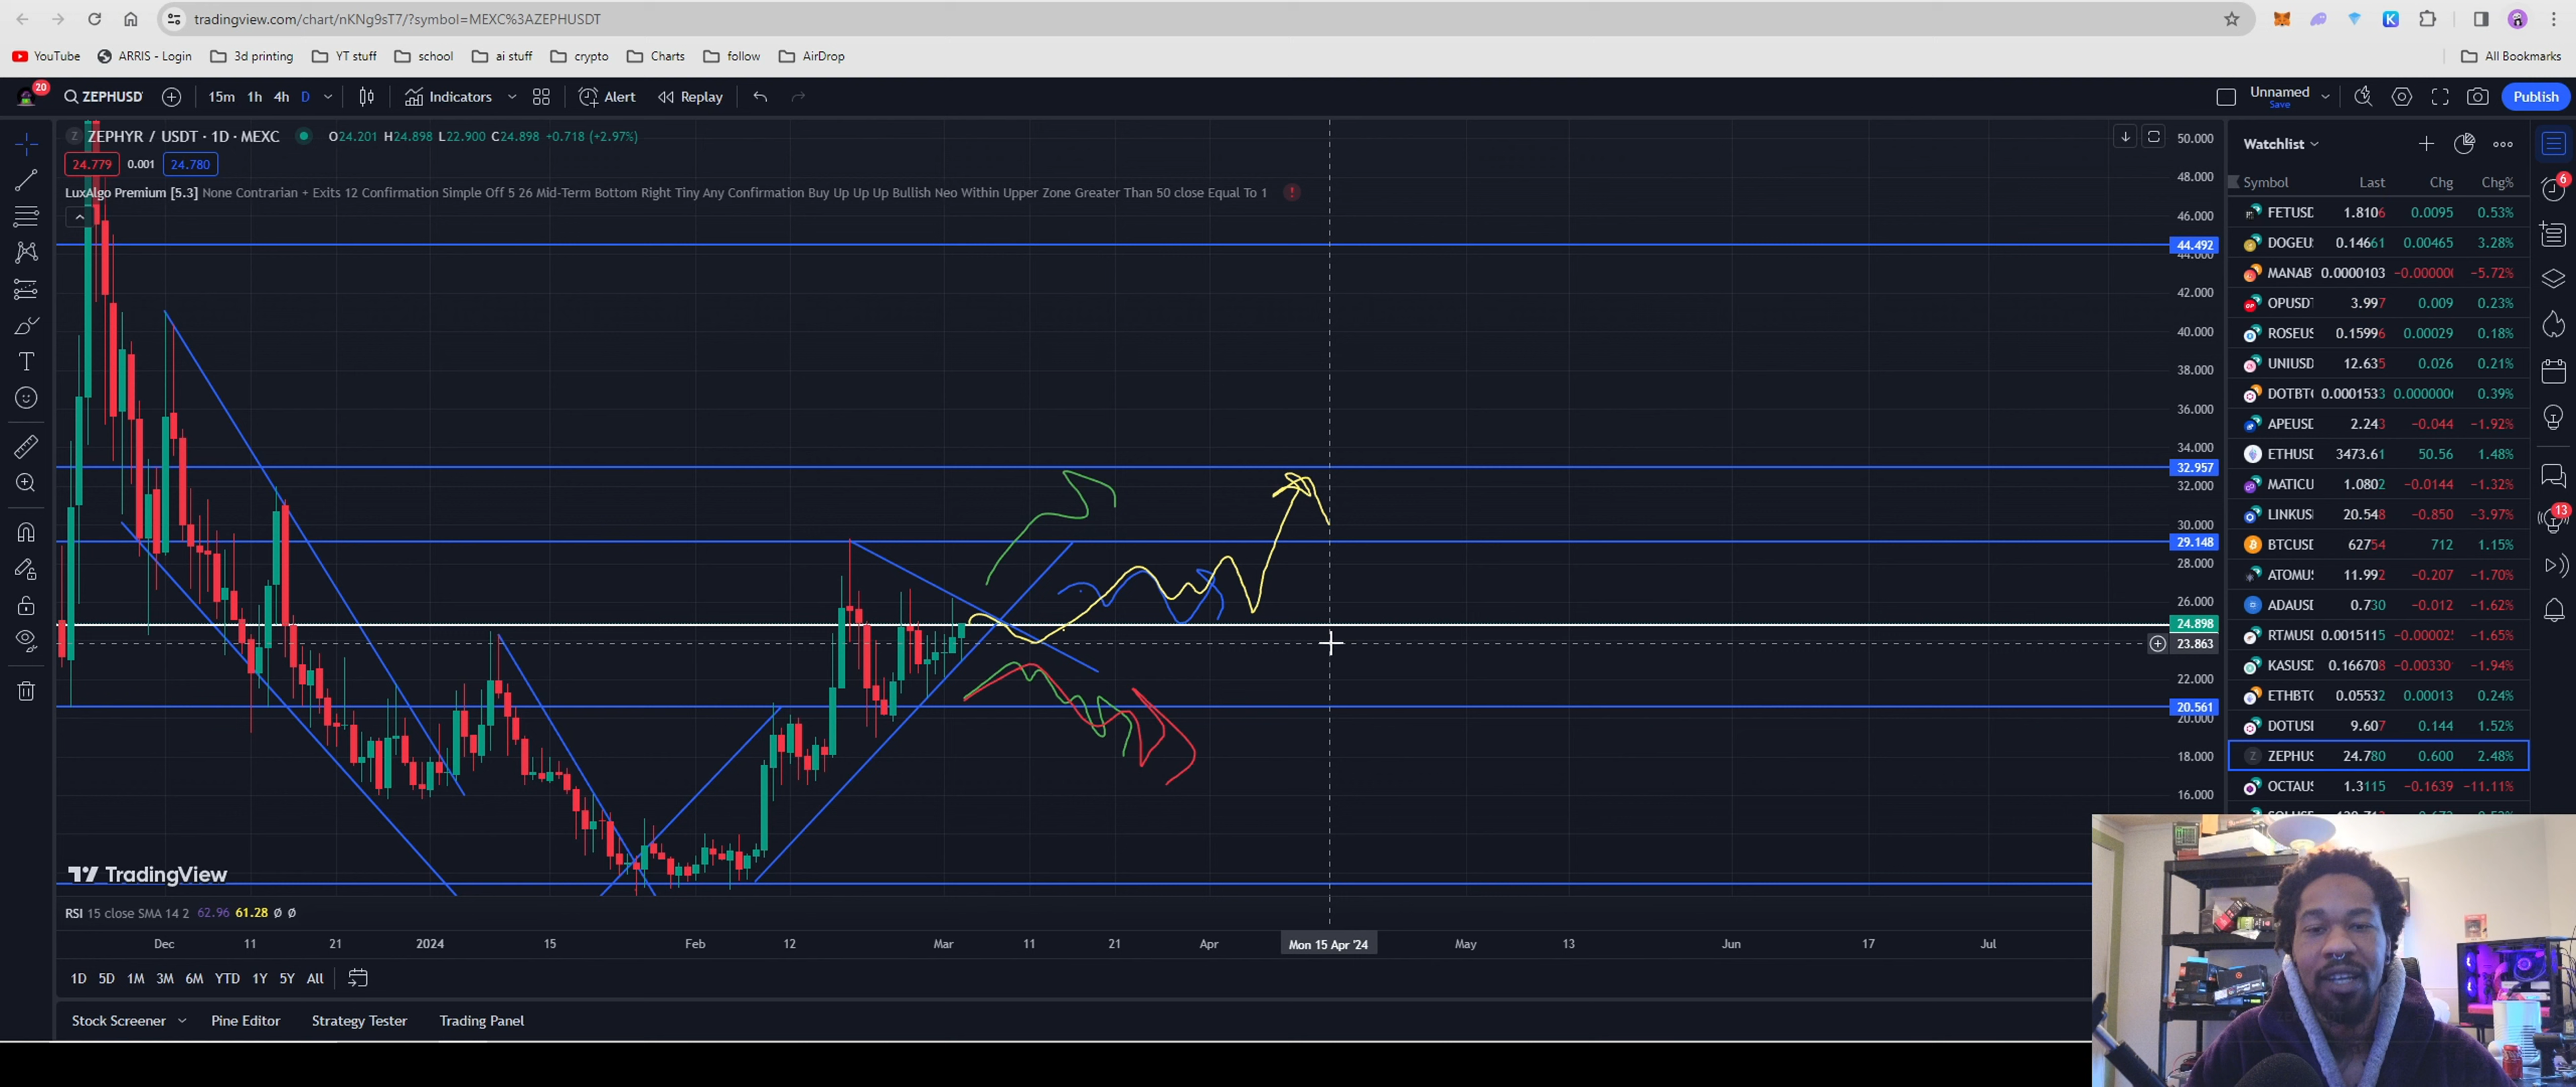 tradingview.com/chart/nKNg9sT7/?symbol=MEXC%3AZEPHUSDT
YouTube ARRIS - Login 3d printing YT stuff school ai stuff crypto Charts follow AirDrop All Bookmarks
20 ZEPHUSD 15m 1h 4h D Indicators Alert Replay Unnamed Save Publish
ZEPHYR / USDT · 1D · MEXC O24.201 H24.898 L22.900 C24.898 +0.718 (+2.97%)
24.779 0.001 24.780
LuxAlgo Premium [5.3] None Contrarian + Exits 12 Confirmation Simple Off 5 26 Mid-Term Bottom Right Tiny Any Confirmation Buy Up Up Up Bullish Neo Within Upper Zone Greater Than 50 close Equal To 1
50.000
48.000
46.000
44.492
44.000
42.000
40.000
38.000
36.000
34.000
32.957
32.000
30.000
29.148
28.000
26.000
24.898
23.863
22.000
20.561
20.000
18.000
16.000
TradingView
RSI 15 close SMA 14 2 62.96 61.28 ø ø
Dec 11 21 2024 15 Feb 12 Mar 11 21 Apr Mon 15 Apr '24 May 13 Jun 17 Jul
1D 5D 1M 3M 6M YTD 1Y 5Y All
Stock Screener Pine Editor Strategy Tester Trading Panel
Watchlist
Symbol Last Chg Chg%
FETUSD 1.8106 0.0095 0.53%
DOGEU 0.14661 0.00465 3.28%
MANAB 0.0000103 -0.000000 -5.72%
OPUSDT 3.997 0.009 0.23%
ROSEUS 0.15996 0.00029 0.18%
UNIUSD 12.635 0.026 0.21%
DOTBT 0.0001533 0.000000 0.39%
APEUSD 2.243 -0.044 -1.92%
ETHUSD 3473.61 50.56 1.48%
MATICU 1.0802 -0.0144 -1.32%
LINKUS 20.548 -0.850 -3.97%
BTCUSD 62754 712 1.15%
ATOMU 11.992 -0.207 -1.70%
ADAUSD 0.730 -0.012 -1.62%
RTMUSI 0.0015115 -0.00002 -1.65%
KASUSD 0.166708 -0.00330 -1.94%
ETHBT 0.05532 0.00013 0.24%
DOTUSI 9.607 0.144 1.52%
ZEPHUS 24.780 0.600 2.48%
OCTAU 1.3115 -0.1639 -11.11%
6
13